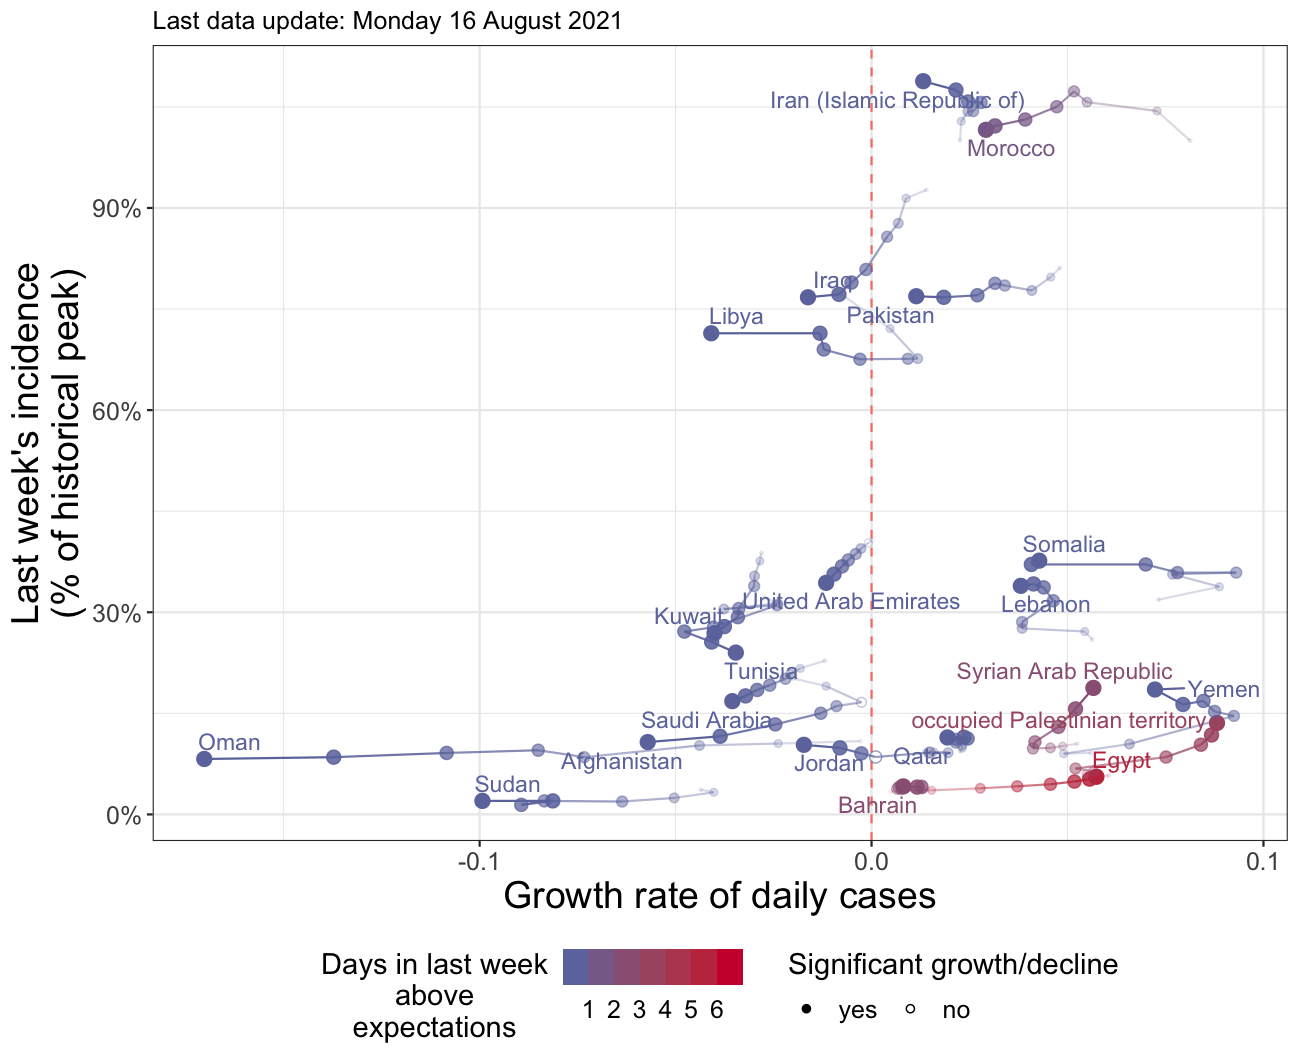 Last data update: Monday 16 August 2021
Last week's incidence
(% of historical peak)
90%
60%
30%
0%
Iran (Islamic Republic of)
Morocco
Iraq
Pakistan
Libya
Somalia
United Arab Emirates
Lebanon
Kuwait
Tunisia
Syrian Arab Republic
Yemen
Saudi Arabia
occupied Palestinian territory
Oman
Afghanistan
Jordan
Qatar
Egypt
Sudan
Bahrain
-0.1
0.0
0.1
Growth rate of daily cases
Days in last week
above
expectations
1 2 3 4 5 6
Significant growth/decline
yes
no